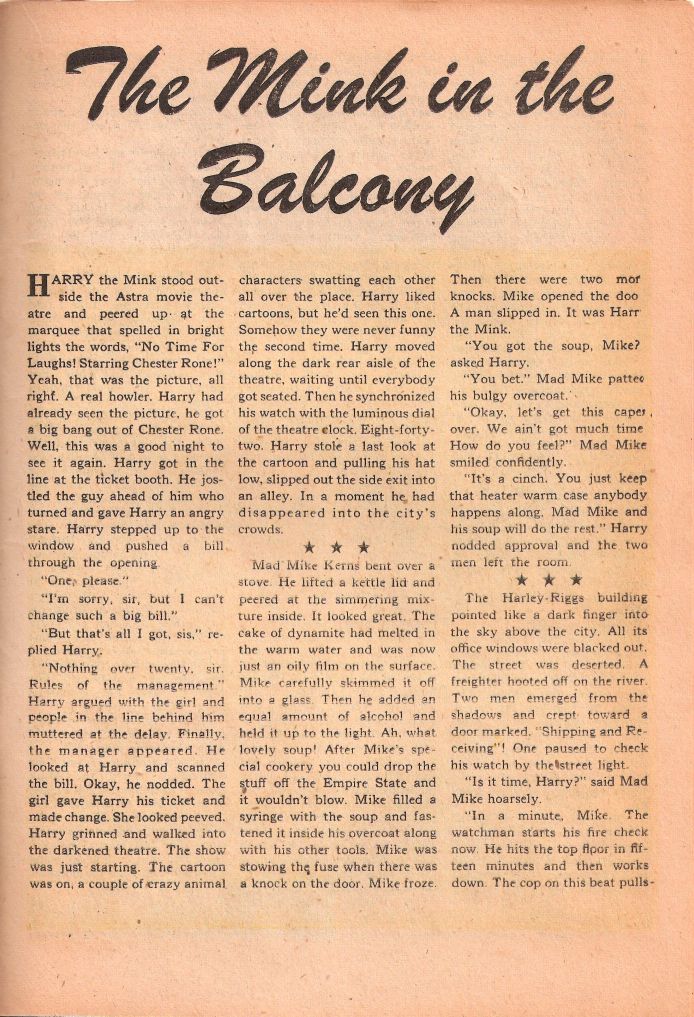 The Mink in the
Balcony
HARRY the Mink stood out-
side the Astra movie the-
atre and peered up at the
marquee that spelled in bright
lights the words, "No Time For
Laughs! Starring Chester Rone!"
Yeah, that was the picture, all
right. A real howler. Harry had
already seen the picture, he got
a big bang out of Chester Rone.
Well, this was a good night to
see it again. Harry got in the
line at the ticket booth. He jos-
tled the guy ahead of him who
turned and gave Harry an angry
stare. Harry stepped up to the
window and pushed a bill
through the opening
"One, please."
"I'm sorry, sir, but I can't
change such a big bill."
"But that's all I got, sis," re-
plied Harry.
"Nothing over twenty, sir.
Rules of the management."
Harry argued with the girl and
people in the line behind him
muttered at the delay. Finally,
the manager appeared. He
looked at Harry and scanned
the bill. Okay, he nodded. The
girl gave Harry his ticket and
made change. She looked peeved.
Harry grinned and walked into
the darkened theatre. The show
was just starting. The cartoon
was on, a couple of crazy animal
characters swatting each other
all over the place. Harry liked
cartoons, but he'd seen this one.
Somehow they were never funny
the second time. Harry moved
along the dark rear aisle of the
theatre, waiting until everybody
got seated. Then he synchronized
his watch with the luminous dial
of the theatre clock. Eight-forty-
two. Harry stole a last look at
the cartoon and pulling his hat
low, slipped out the side exit into
an alley. In a moment he had
disappeared into the city's
crowds.
★ ★ ★
Mad Mike Kerns bent over a
stove. He lifted a kettle lid and
peered at the simmering mix-
ture inside. It looked great. The
cake of dynamite had melted in
the warm water and was now
just an oily film on the surface.
Mike carefully skimmed it off
into a glass. Then he added an
equal amount of alcohol and
held it up to the light. Ah, what
lovely soup! After Mike's spe-
cial cookery you could drop the
stuff off the Empire State and
it wouldn't blow. Mike filled a
syringe with the soup and fas-
tened it inside his overcoat along
with his other tools. Mike was
stowing the fuse when there was
a knock on the door. Mike froze.
Then there were two mor
knocks. Mike opened the doo
A man slipped in. It was Harr
the Mink.
"You got the soup, Mike?
asked Harry.
"You bet." Mad Mike patted
his bulgy overcoat.
"Okay, let's get this caper
over. We ain't got much time
How do you feel?" Mad Mike
smiled confidently.
"It's a cinch. You just keep
that heater warm case anybody
happens along. Mad Mike and
his soup will do the rest." Harry
nodded approval and the two
men left the room.
★ ★ ★
The Harley-Riggs building
pointed like a dark finger into
the sky above the city. All its
office windows were blacked out.
The street was deserted. A
freighter hooted off on the river.
Two men emerged from the
shadows and crept toward a
door marked, "Shipping and Re-
ceiving"! One paused to check
his watch by the street light.
"Is it time, Harry?" said Mad
Mike hoarsely.
"In a minute, Mike. The
watchman starts his fire check
now. He hits the top floor in fif-
teen minutes and then works
down. The cop on this beat pulls-